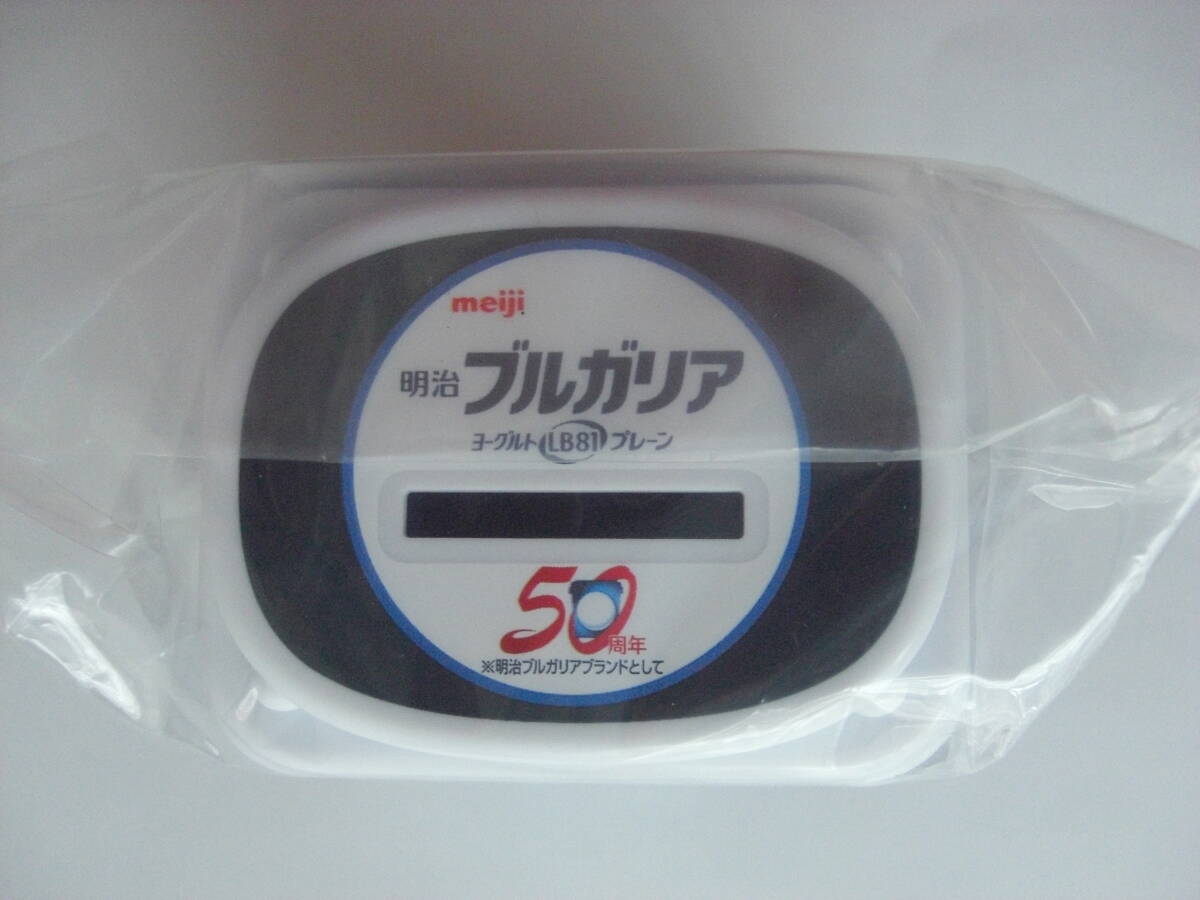 meiji
明治ブルガリア
ヨーグルト LB81 プレーン
50周年
※明治ブルガリアブランドとして